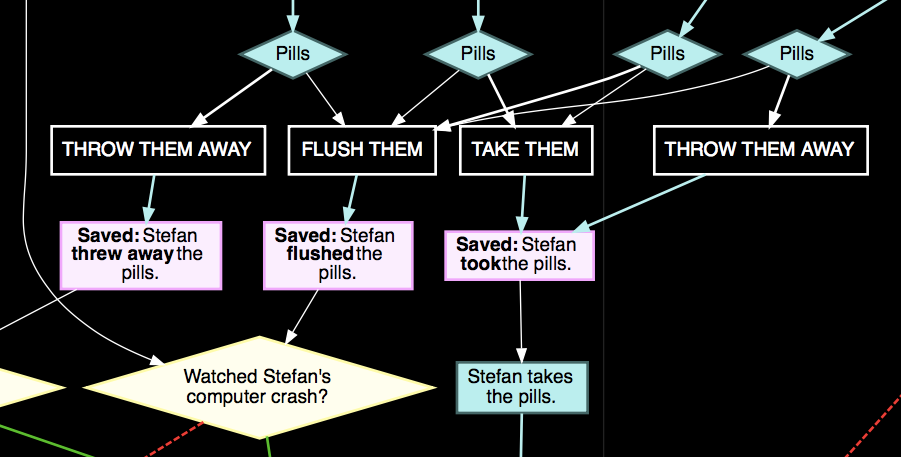 Pills
Pills
Pills
Pills
THROW THEM AWAY
FLUSH THEM
TAKE THEM
THROW THEM AWAY
Saved: Stefan
threw away the
pills.
Saved: Stefan
flushed the
pills.
Saved: Stefan
took the pills.
Watched Stefan's
computer crash?
Stefan takes
the pills.